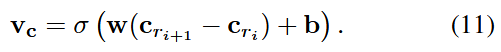 𝐯_𝐜 = σ (𝐰(𝐜_{r_{i+1}} − 𝐜_{r_i}) + 𝐛) . (11)